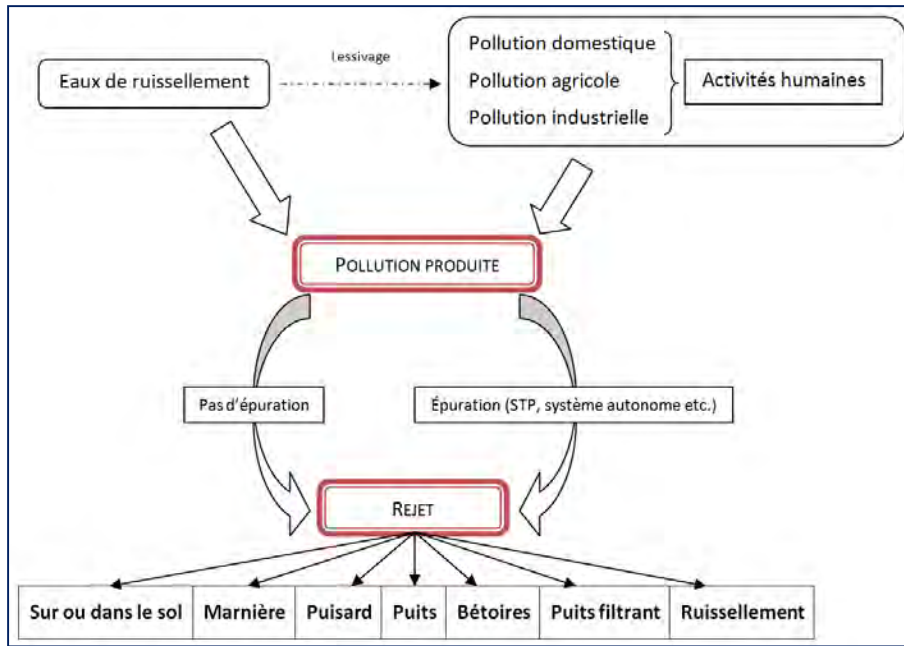 Lessivage
Eaux de ruissellement
Pollution domestique
Pollution agricole
Pollution industrielle
Activités humaines
POLLUTION PRODUITE
Pas d'épuration
Épuration (STP, système autonome etc.)
REJET
Sur ou dans le sol
Marnière
Puisard
Puits
Bétoires
Puits filtrant
Ruissellement